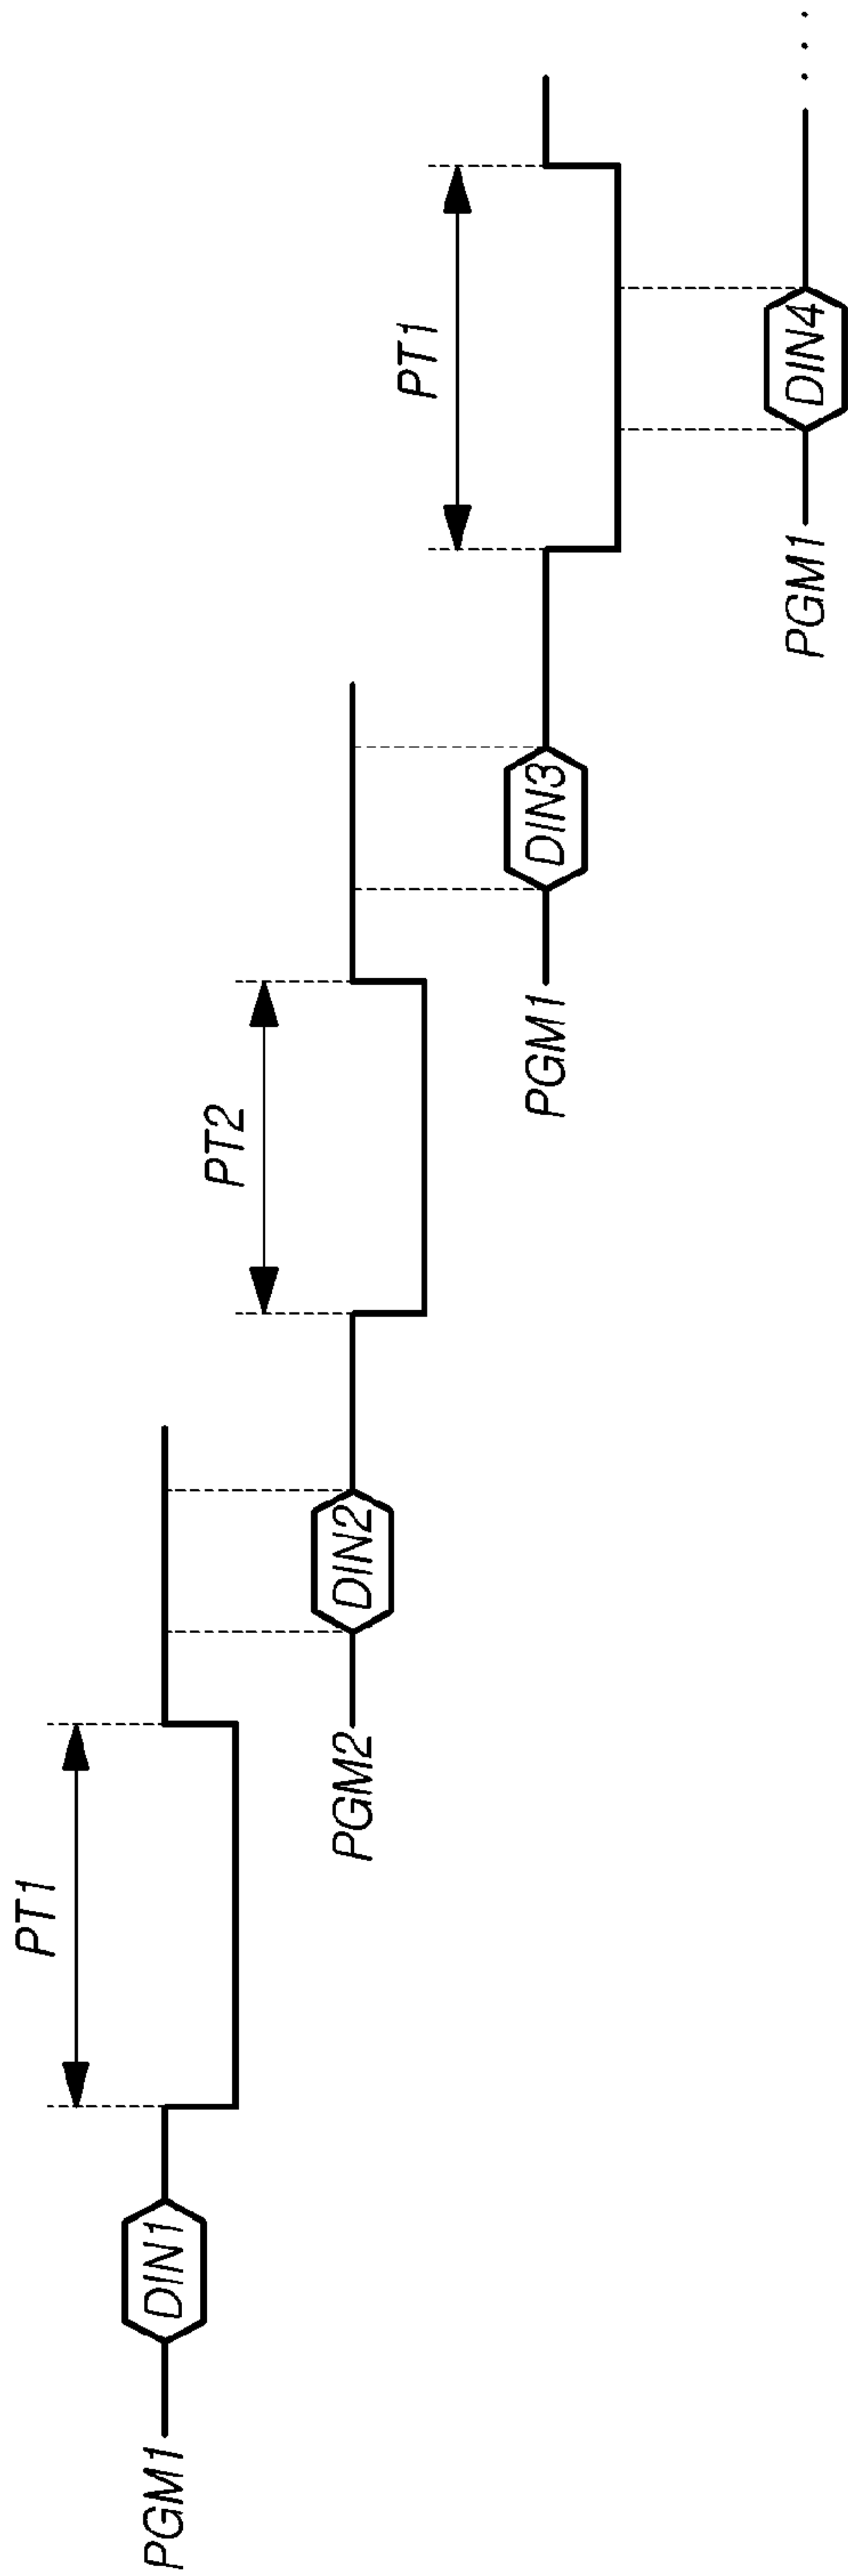 PT1
PGM1
DIN1
PT2
PGM2
DIN2
PT1
PGM1
DIN3
PGM1
DIN4
. . .